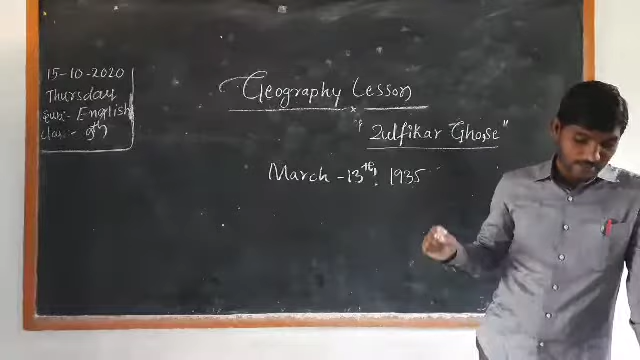 15-10-2020
Thursday
Sub:- English
Class:- 9th
Geography Lesson
"Zulfikar Ghose"
March - 13th: 1935